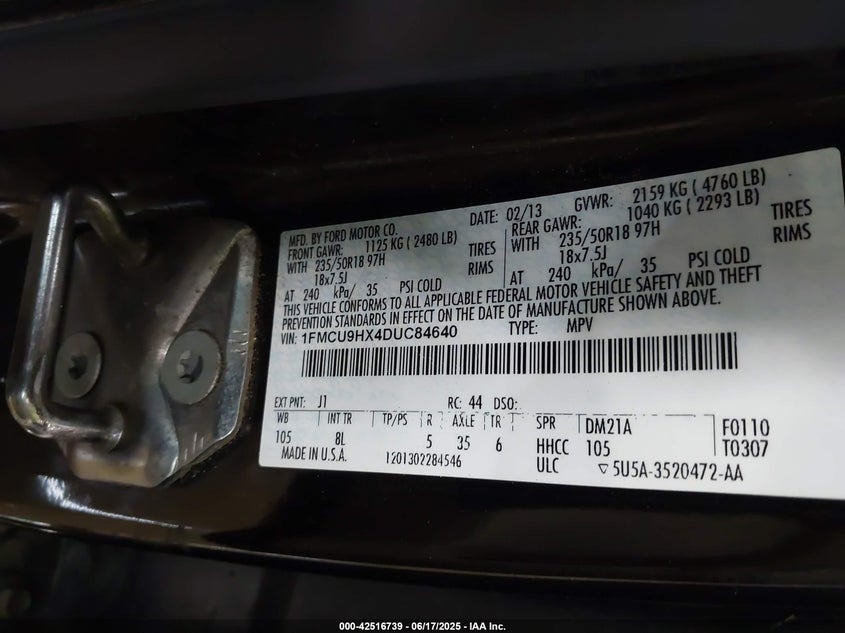 MFD. BY FORD MOTOR CO. DATE: 02/13 GVWR: 2159 KG ( 4760 LB)
FRONT GAWR: 1125 KG ( 2480 LB) REAR GAWR: 1040 KG ( 2293 LB)
WITH 235/50R18 97H TIRES WITH 235/50R18 97H TIRES
18x7.5J RIMS 18x7.5J RIMS
AT 240 kPa/ 35 PSI COLD AT 240 kPa/ 35 PSI COLD
THIS VEHICLE CONFORMS TO ALL APPLICABLE FEDERAL MOTOR VEHICLE SAFETY AND THEFT
PREVENTION STANDARDS IN EFFECT ON THE DATE OF MANUFACTURE SHOWN ABOVE.
VIN: 1FMCU9HX4DUC84640 TYPE: MPV
EXT PNT: J1 RC: 44 DSO:
WB INT TR TP/PS R AXLE TR SPR DM21A F0110
105 8L 5 35 6 HHCC 105 T0307
MADE IN U.S.A. 1201302284546 ULC ▽5U5A-3520472-AA
000-42516739 - 06/17/2025 - IAA Inc.